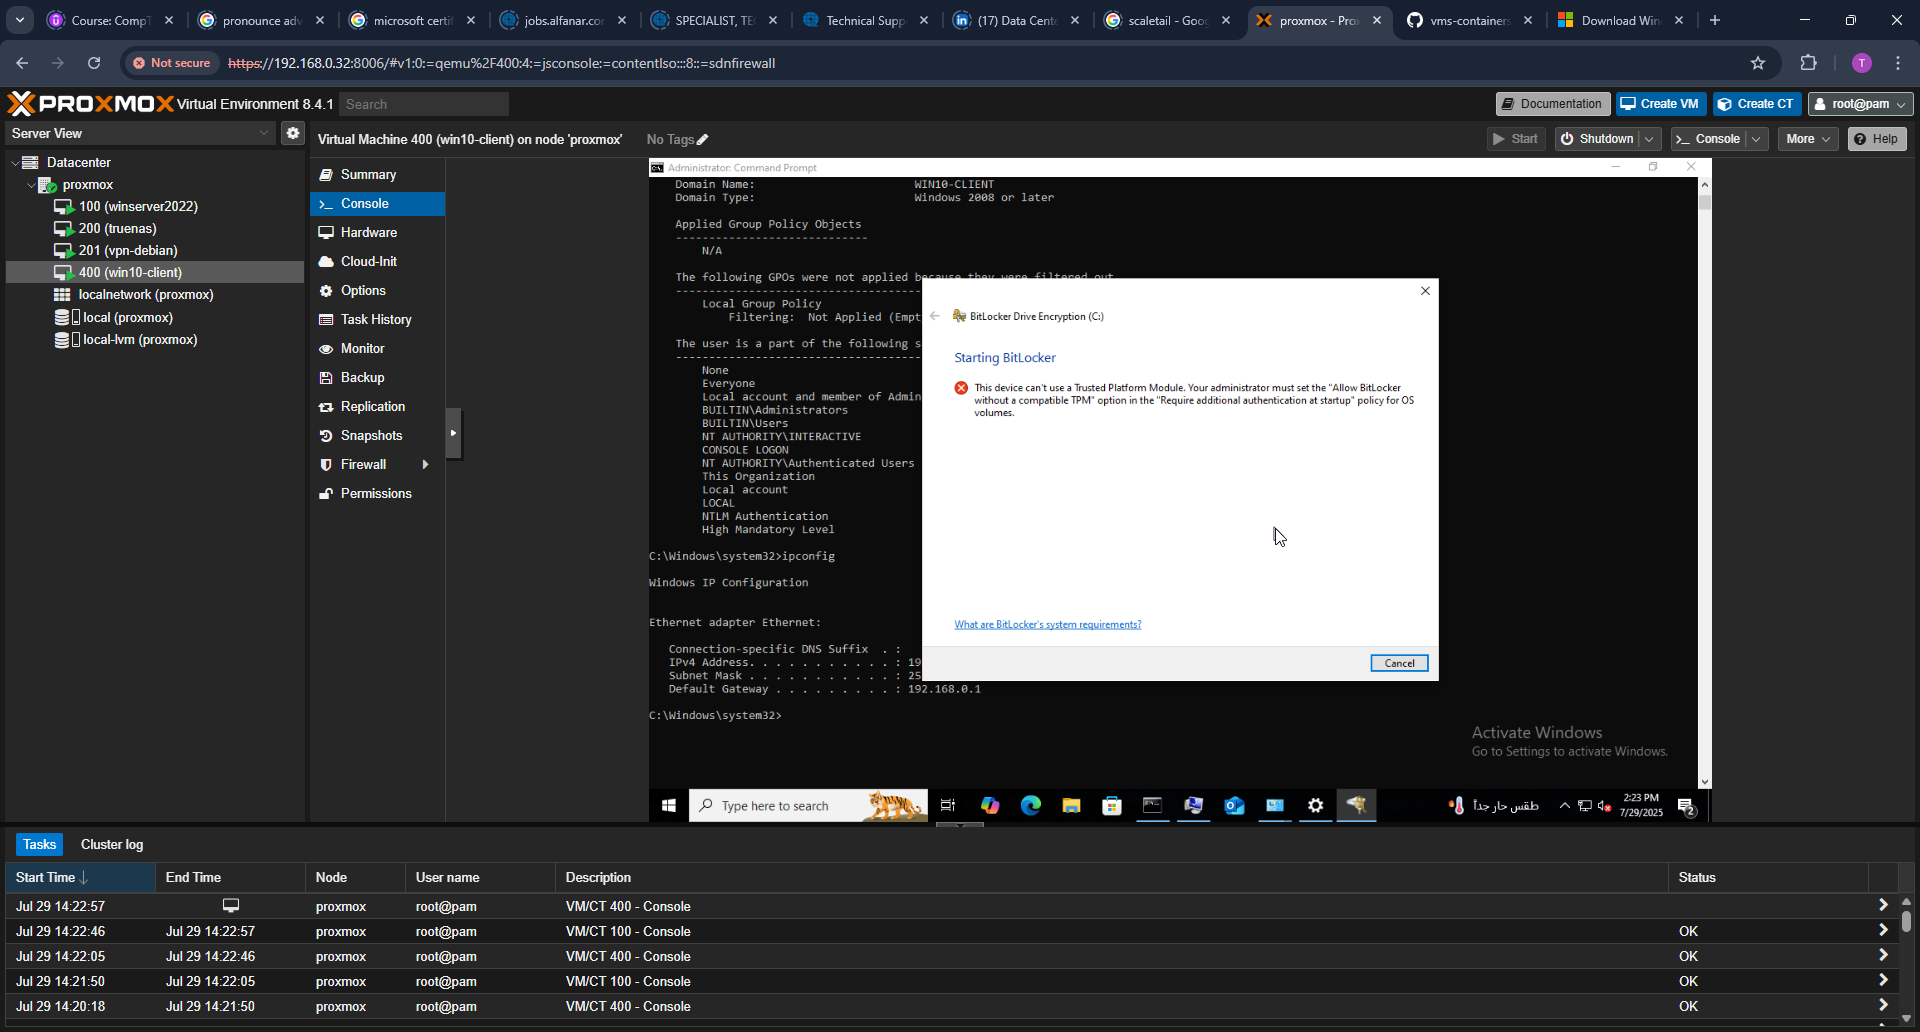 Course: Comp
pronounce adv
microsoft certif
jobs.alfanar.co
SPECIALIST, TE
Technical Supp
(17) Data Cent
scaletail - Goog
proxmox - Pro
vms-containers
Download Win
Not secure
https://192.168.0.32:8006/#v1:0:=qemu%2F400:4:=jsconsole:=contentIso:::8::=sdnfirewall
T
PROXMOX Virtual Environment 8.4.1
Search
Documentation
Create VM
Create CT
root@pam
Server View
Virtual Machine 400 (win10-client) on node 'proxmox'
No Tags
Start
Shutdown
Console
More
Help
Datacenter
proxmox
100 (winserver2022)
200 (truenas)
201 (vpn-debian)
400 (win10-client)
localnetwork (proxmox)
local (proxmox)
local-lvm (proxmox)
Summary
Console
Hardware
Cloud-Init
Options
Task History
Monitor
Backup
Replication
Snapshots
Firewall
Permissions
Administrator: Command Prompt
Domain Name: WIN10-CLIENT
Domain Type: Windows 2008 or later
Applied Group Policy Objects
-----------------------------
N/A
The following GPOs were not applied because they were filtered out
Local Group Policy
Filtering: Not Applied (Empt
The user is a part of the following s
None
Everyone
Local account and member of Admin
BUILTIN\Administrators
BUILTIN\Users
NT AUTHORITY\INTERACTIVE
CONSOLE LOGON
NT AUTHORITY\Authenticated Users
This Organization
Local account
LOCAL
NTLM Authentication
High Mandatory Level
C:\Windows\system32>ipconfig
Windows IP Configuration
Ethernet adapter Ethernet:
Connection-specific DNS Suffix . :
IPv4 Address. . . . . . . . . . . : 19
Subnet Mask . . . . . . . . . . . : 25
Default Gateway . . . . . . . . . : 192.168.0.1
C:\Windows\system32>
BitLocker Drive Encryption (C:)
Starting BitLocker
This device can't use a Trusted Platform Module. Your administrator must set the "Allow BitLocker
without a compatible TPM" option in the "Require additional authentication at startup" policy for OS
volumes.
What are BitLocker's system requirements?
Cancel
Activate Windows
Go to Settings to activate Windows.
Type here to search
طقس حار جداً
2:23 PM
7/29/2025
2
Tasks
Cluster log
Start Time End Time Node User name Description Status
Jul 29 14:22:57 proxmox root@pam VM/CT 400 - Console
Jul 29 14:22:46 Jul 29 14:22:57 proxmox root@pam VM/CT 100 - Console OK
Jul 29 14:22:05 Jul 29 14:22:46 proxmox root@pam VM/CT 400 - Console OK
Jul 29 14:21:50 Jul 29 14:22:05 proxmox root@pam VM/CT 100 - Console OK
Jul 29 14:20:18 Jul 29 14:21:50 proxmox root@pam VM/CT 400 - Console OK